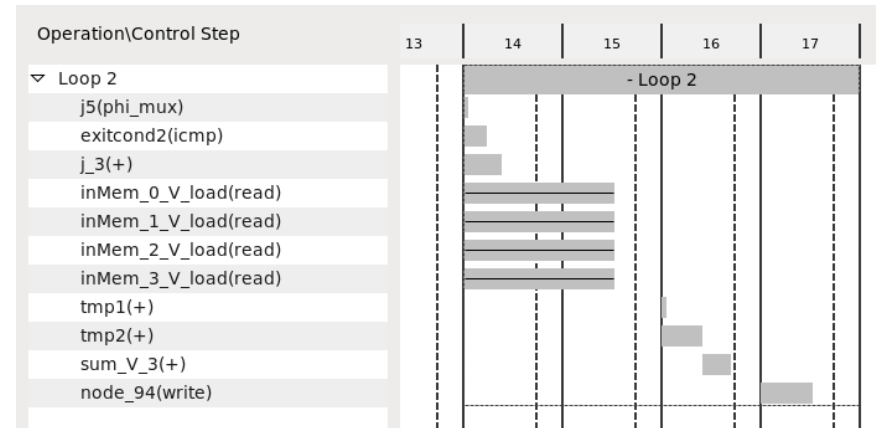 Operation\Control Step
13 14 15 16 17
Loop 2 - Loop 2
j5(phi_mux)
exitcond2(icmp)
j_3(+)
inMem_0_V_load(read)
inMem_1_V_load(read)
inMem_2_V_load(read)
inMem_3_V_load(read)
tmp1(+)
tmp2(+)
sum_V_3(+)
node_94(write)